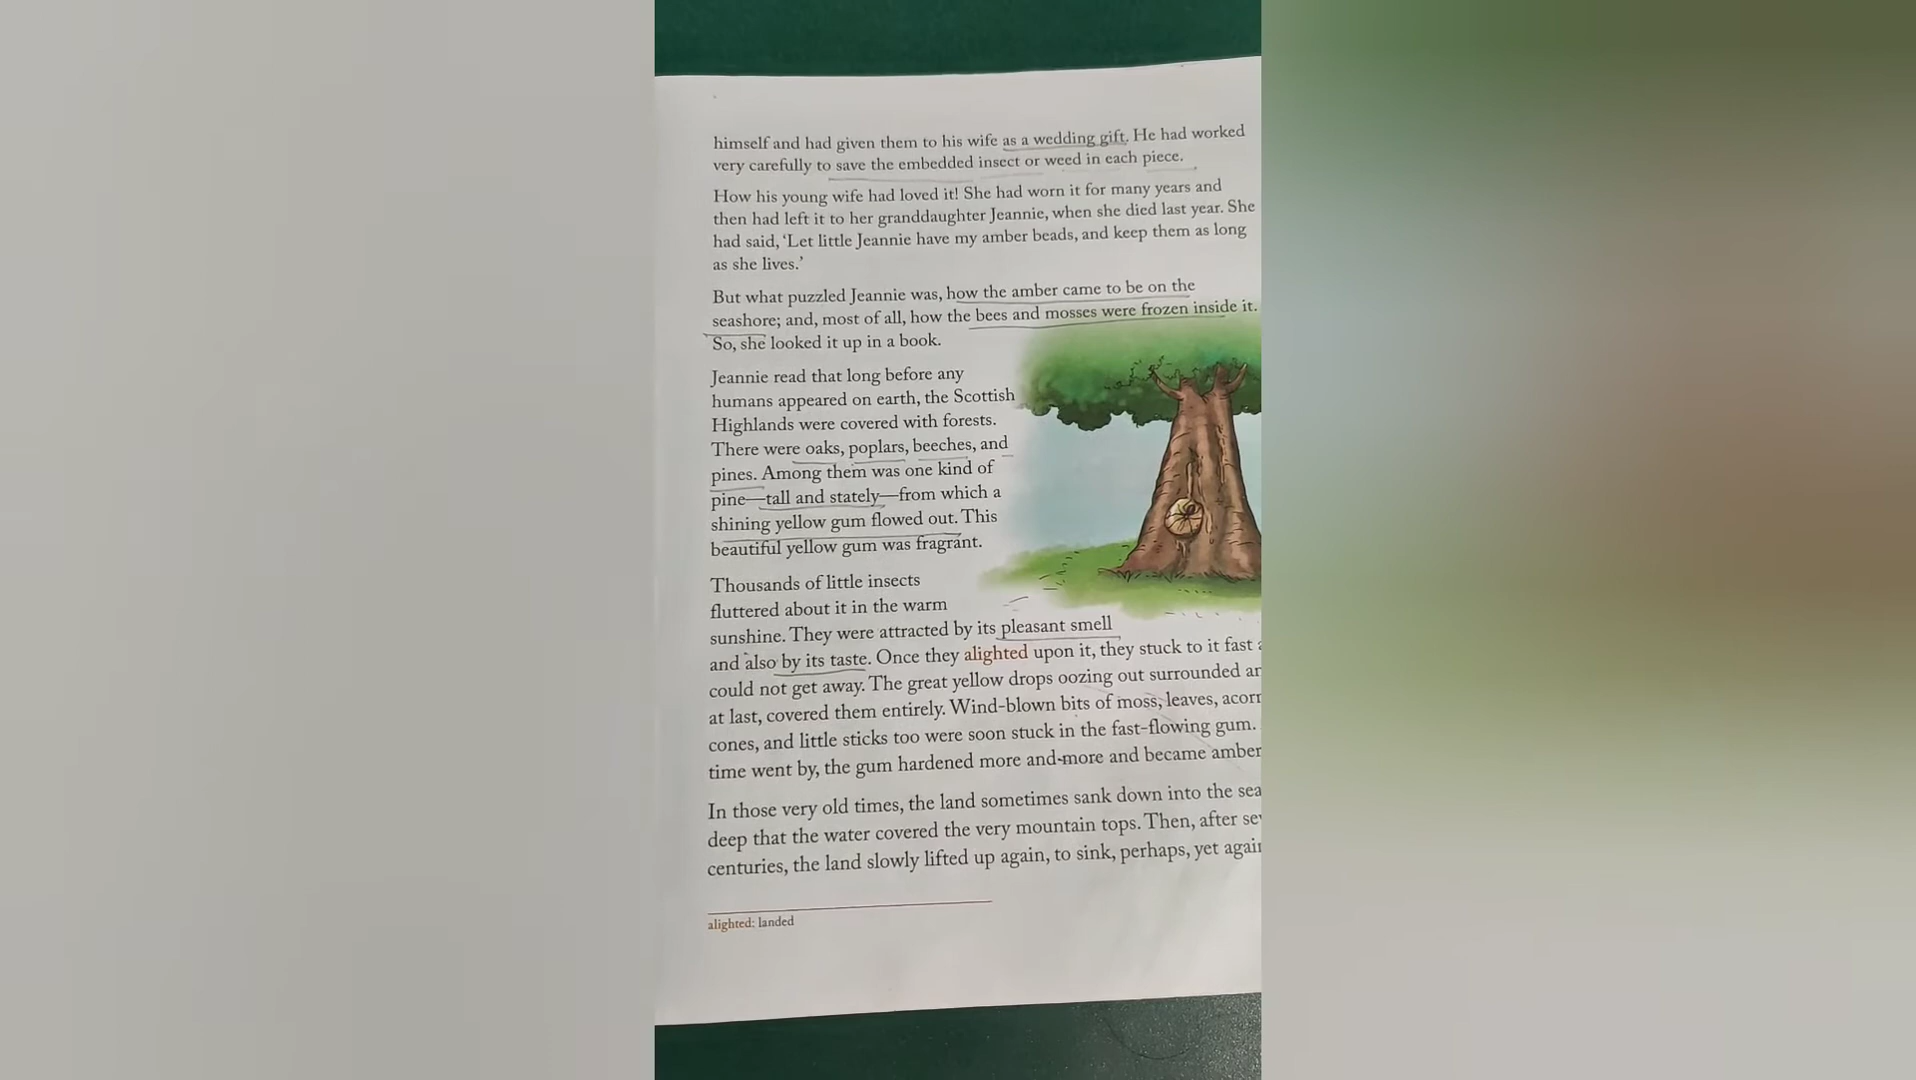 himself and had given them to his wife as a wedding gift. He had worked
very carefully to save the embedded insect or weed in each piece.
How his young wife had loved it! She had worn it for many years and
then had left it to her granddaughter Jeannie, when she died last year. She
had said, ‘Let little Jeannie have my amber beads, and keep them as long
as she lives.’
But what puzzled Jeannie was, how the amber came to be on the
seashore; and, most of all, how the bees and mosses were frozen inside it.
So, she looked it up in a book.
Jeannie read that long before any
humans appeared on earth, the Scottish
Highlands were covered with forests.
There were oaks, poplars, beeches, and
pines. Among them was one kind of
pine—tall and stately—from which a
shining yellow gum flowed out. This
beautiful yellow gum was fragrant.
Thousands of little insects
fluttered about it in the warm
sunshine. They were attracted by its pleasant smell
and also by its taste. Once they alighted upon it, they stuck to it fast
could not get away. The great yellow drops oozing out surrounded
at last, covered them entirely. Wind-blown bits of moss, leaves,
cones, and little sticks too were soon stuck in the fast-flowing gum.
time went by, the gum hardened more and more and became amber
In those very old times, the land sometimes sank down into the sea
deep that the water covered the very mountain tops. Then, after
centuries, the land slowly lifted up again, to sink, perhaps, yet
alighted: landed